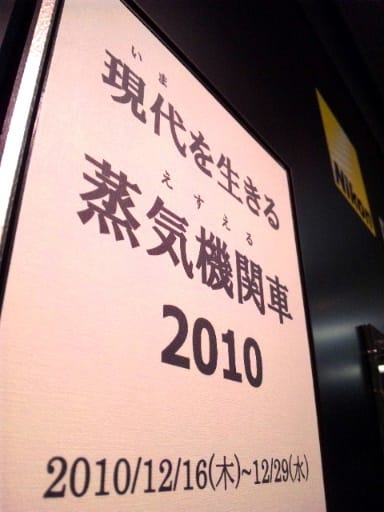 いま
現代を生きる
えすえる
蒸気機関車
2010
2010/12/16(木)~12/29(水)
Nikon